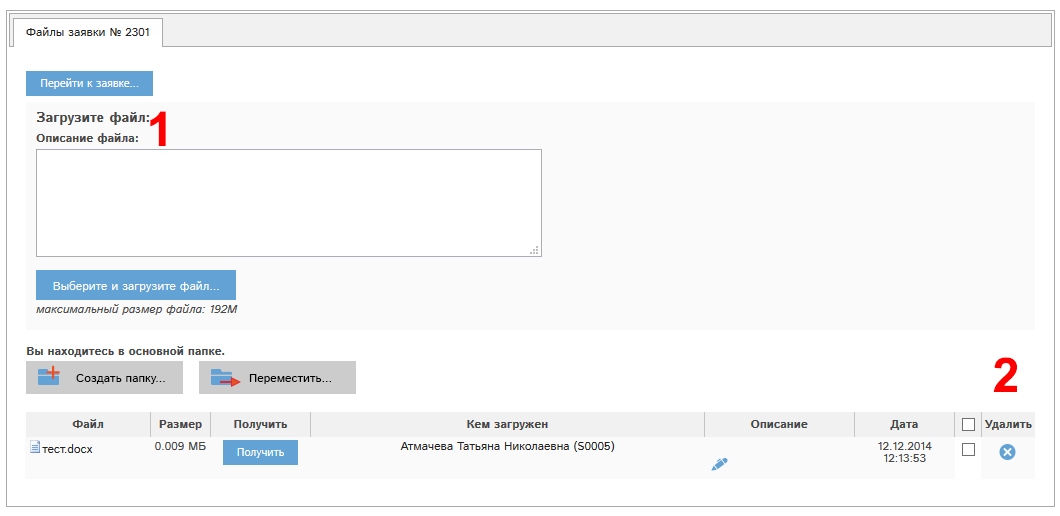 Файлы заявки № 2301
Перейти к заявке...
Загрузите файл:
1
Описание файла:
Выберите и загрузите файл...
максимальный размер файла: 192M
Вы находитесь в основной папке.
2
Создать папку... Переместить...
Файл Размер Получить Кем загружен Описание Дата Удалить
тест.docx 0.009 МБ Получить Атмачева Татьяна Николаевна (S0005) 12.12.2014
12:13:53